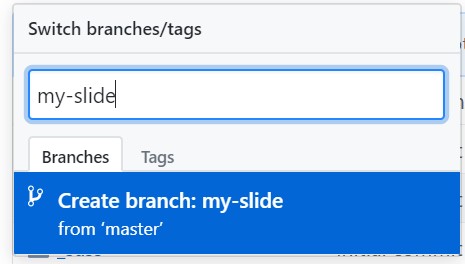 Switch branches/tags
my-slide
Branches
Tags
Create branch: my-slide
from ‘master’